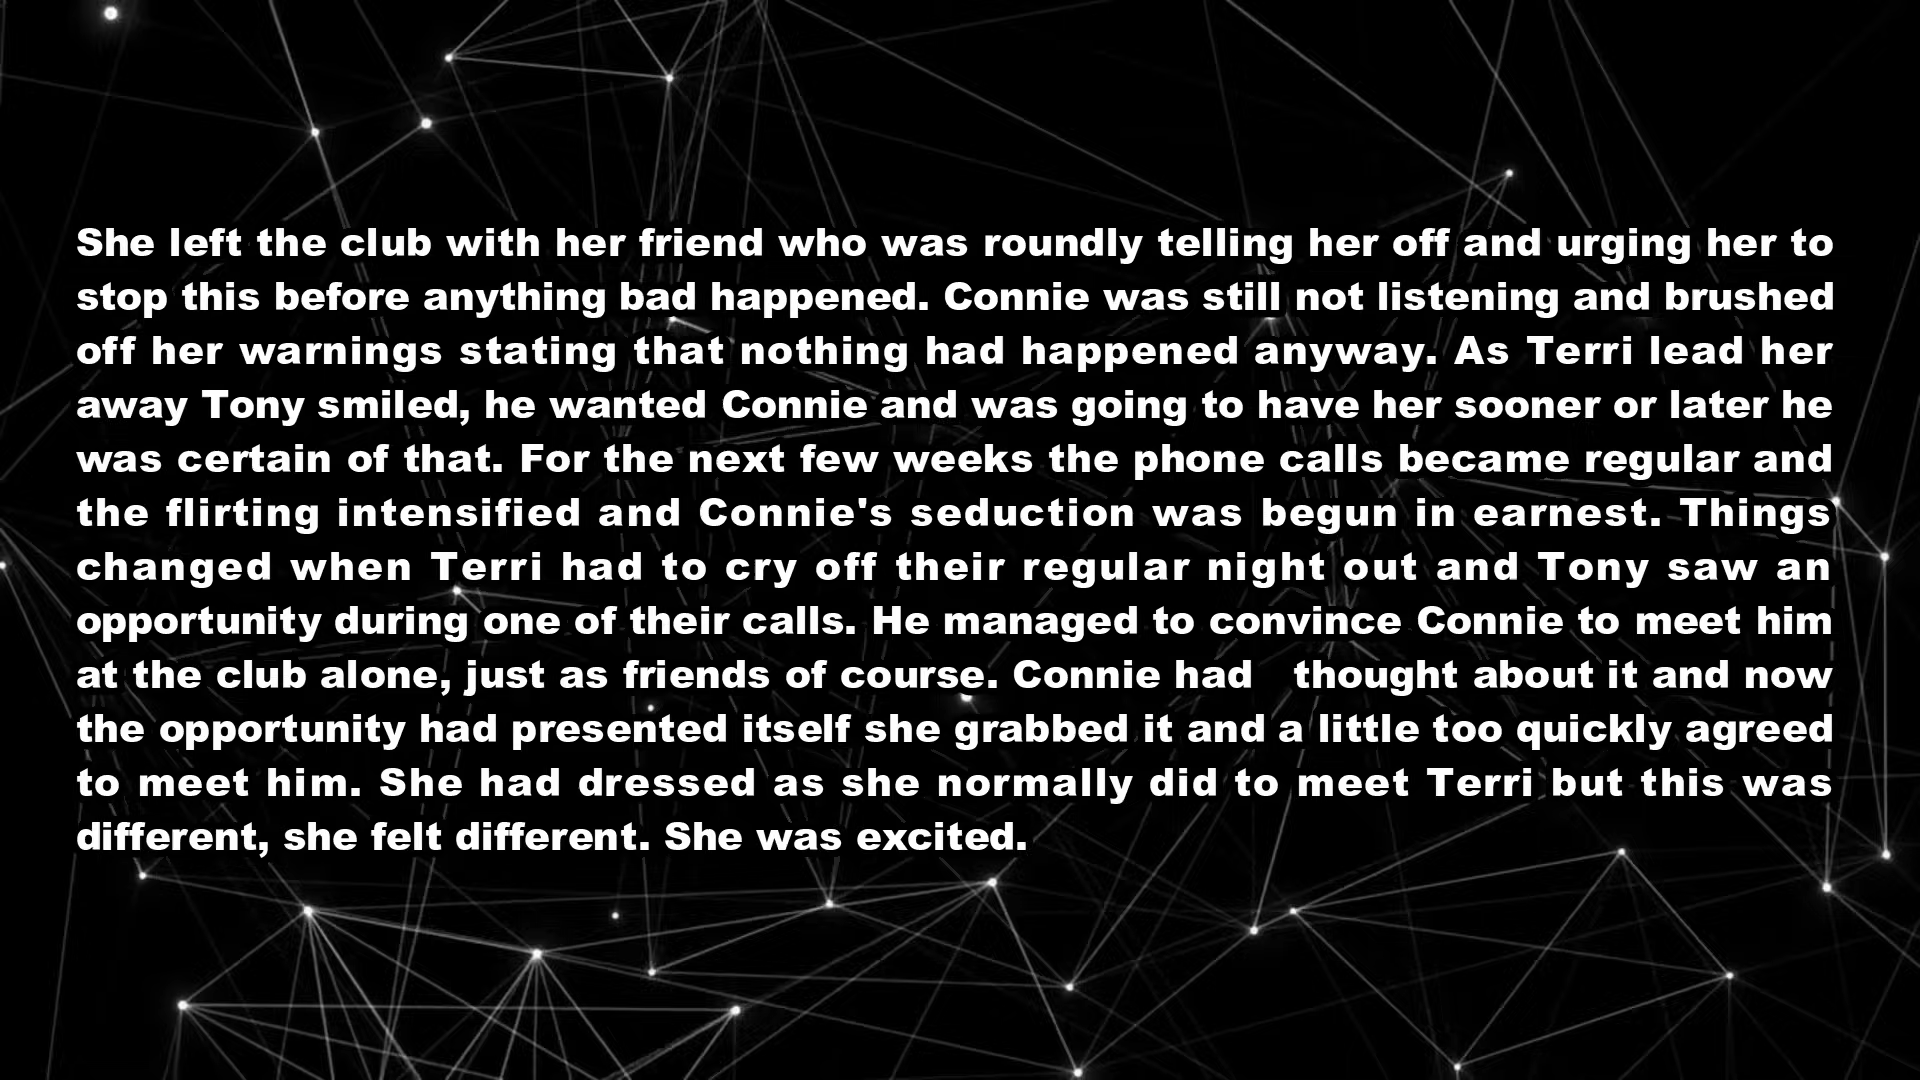 She left the club with her friend who was roundly telling her off and urging her to
stop this before anything bad happened. Connie was still not listening and brushed
off her warnings stating that nothing had happened anyway. As Terri lead her
away Tony smiled, he wanted Connie and was going to have her sooner or later he
was certain of that. For the next few weeks the phone calls became regular and
the flirting intensified and Connie's seduction was begun in earnest. Things
changed when Terri had to cry off their regular night out and Tony saw an
opportunity during one of their calls. He managed to convince Connie to meet him
at the club alone, just as friends of course. Connie had thought about it and now
the opportunity had presented itself she grabbed it and a little too quickly agreed
to meet him. She had dressed as she normally did to meet Terri but this was
different, she felt different. She was excited.